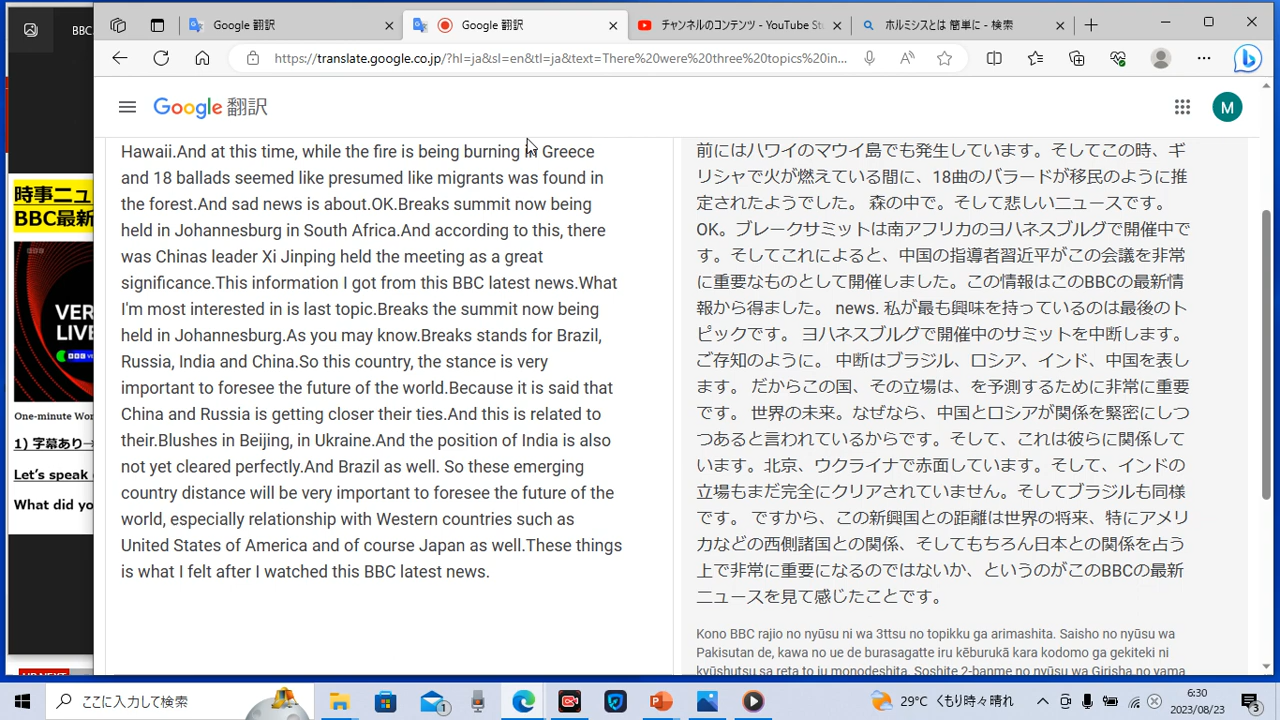 BBC
Google 翻訳
Google 翻訳
チャンネルのコンテンツ - YouTube St
ホルミシスとは 簡単に - 検索
https://translate.google.co.jp/?hl=ja&sl=en&tl=ja&text=There%20were%20three%20topics%20in...
Google 翻訳
M
Hawaii.And at this time, while the fire is being burning in Greece
and 18 ballads seemed like presumed like migrants was found in
the forest.And sad news is about.OK.Breaks summit now being
held in Johannesburg in South Africa.And according to this, there
was Chinas leader Xi Jinping held the meeting as a great
significance.This information I got from this BBC latest news.What
I'm most interested in is last topic.Breaks the summit now being
held in Johannesburg.As you may know.Breaks stands for Brazil,
Russia, India and China.So this country, the stance is very
important to foresee the future of the world.Because it is said that
China and Russia is getting closer their ties.And this is related to
their.Blushes in Beijing, in Ukraine.And the position of India is also
not yet cleared perfectly.And Brazil as well. So these emerging
country distance will be very important to foresee the future of the
world, especially relationship with Western countries such as
United States of America and of course Japan as well.These things
is what I felt after I watched this BBC latest news.
前にはハワイのマウイ島でも発生しています。そしてこの時、ギ
リシャで火が燃えている間に、18曲のバラードが移民のように推
定されたようでした。 森の中で。そして悲しいニュースです。
OK。ブレークサミットは南アフリカのヨハネスブルグで開催中で
す。そしてこれによると、中国の指導者習近平がこの会議を非常
に重要なものとして開催しました。この情報はこのBBCの最新情
報から得ました。 news. 私が最も興味を持っているのは最後のト
ピックです。 ヨハネスブルグで開催中のサミットを中断します。
ご存知のように。 中断はブラジル、ロシア、インド、中国を表し
ます。 だからこの国、その立場は、を予測するために非常に重要
です。 世界の未来。なぜなら、中国とロシアが関係を緊密にしつ
つあると言われているからです。そして、これは彼らに関係して
います。北京、ウクライナで赤面しています。そして、インドの
立場もまだ完全にクリアされていません。そしてブラジルも同様
です。 ですから、この新興国との距離は世界の将来、特にアメリ
カなどの西側諸国との関係、そしてもちろん日本との関係を占う
上で非常に重要になるのではないか、というのがこのBBCの最新
ニュースを見て感じたことです。
Kono BBC rajio no nyūsu ni wa 3ttsu no topikku ga arimashita. Saisho no nyūsu wa
Pakisutan de, kawa no ue de burasagatte iru kēburukā kara kodomo ga gekiteki ni
kyūshutsu sa reta to iu monodeshita. Soshite 2-banme no nyūsu wa Girisha no yama
時事ニュ
BBC最新
VER
LIVE
One-minute Wor
1) 字幕あり→
Let's speak
What did yo
UP NEXT
ここに入力して検索
1
29°C くもり時々晴れ
6:30
2023/08/23
3